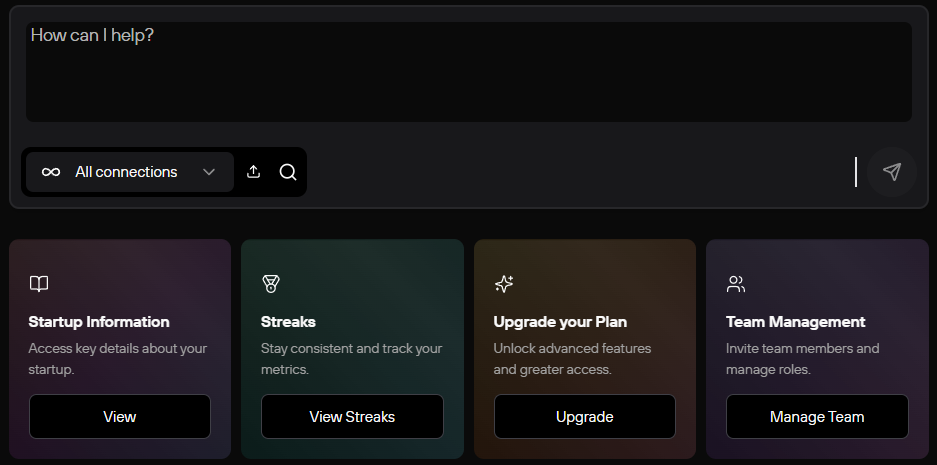 How can I help?
All connections
Startup Information
Access key details about your
startup.
View
Streaks
Stay consistent and track your
metrics.
View Streaks
Upgrade your Plan
Unlock advanced features
and greater access.
Upgrade
Team Management
Invite team members and
manage roles.
Manage Team